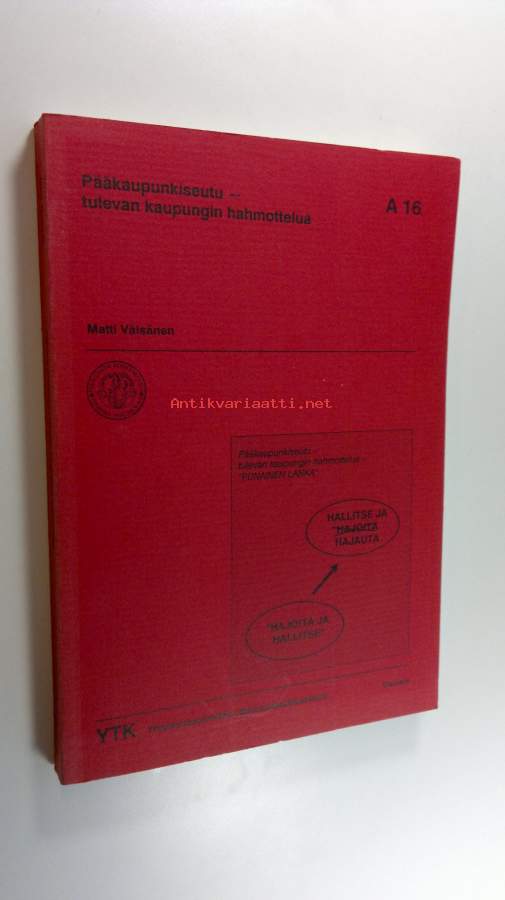 Pääkaupunkiseutu –
tulevan kaupungin hahmottelua
A 16
Matti Väisänen
Antikvariaatti.net
Pääkaupunkiseutu –
tulevan kaupungin hahmottelua –
"PUNAINEN LANKA"
HALLITSE JA
"HAJOITA
HAJAUTA
"HAJOITA JA
HALLITSE"
YTK